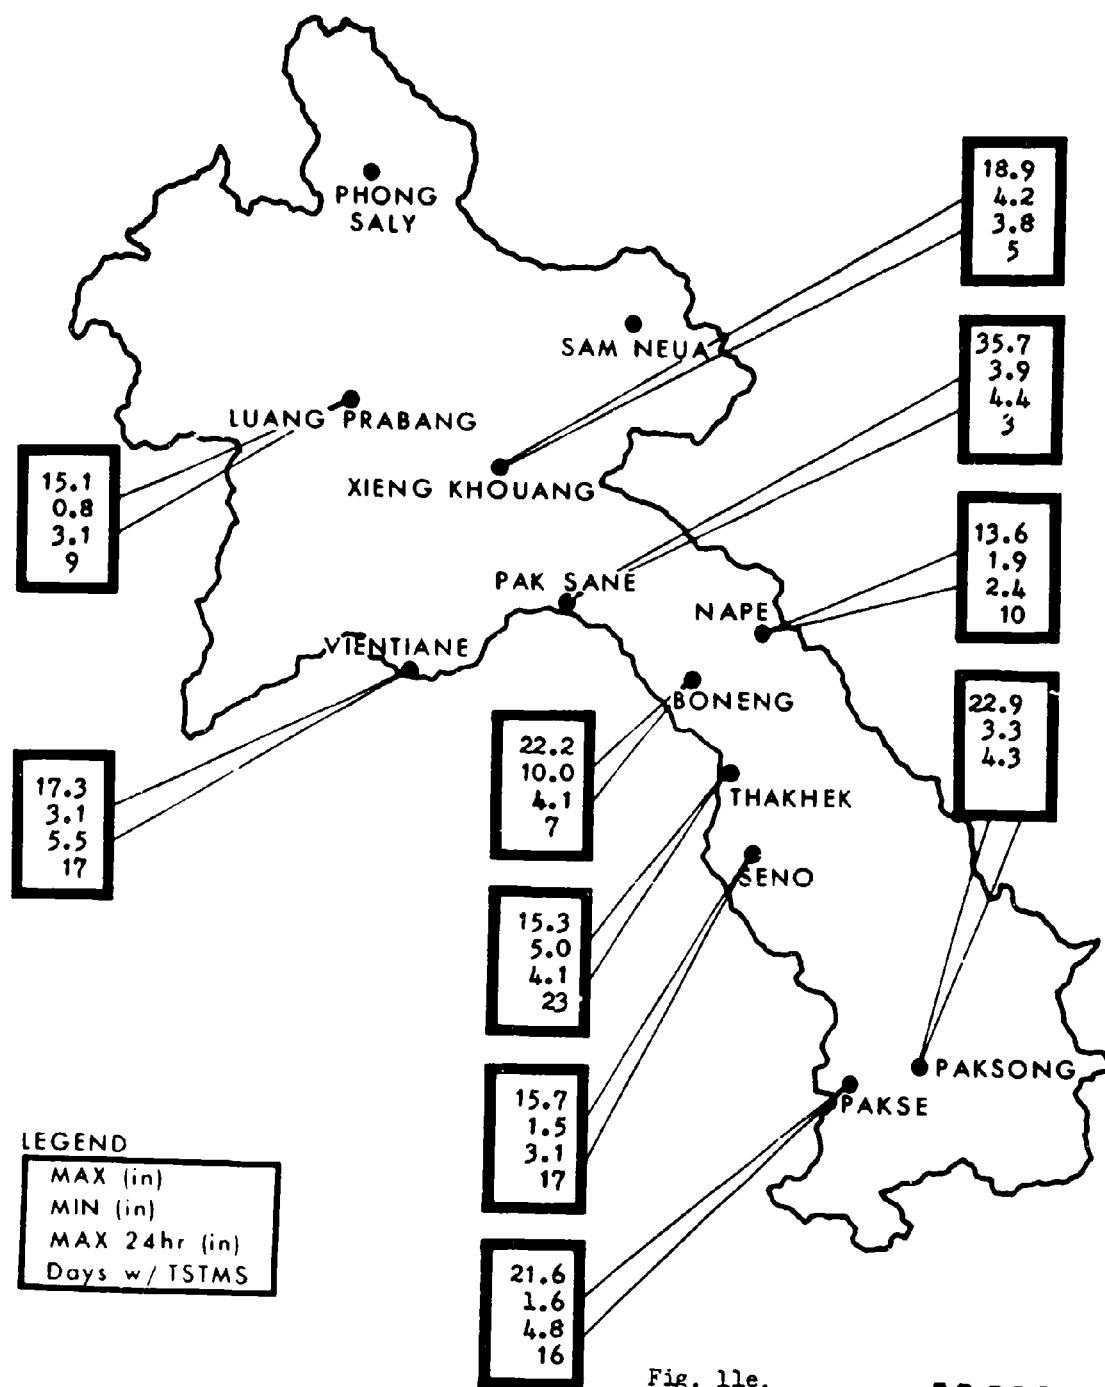 PHONG
SALY
18.9
4.2
3.8
5
SAM NEUA
35.7
3.9
4.4
3
LUANG PRABANG
XIENG KHOUANG
15.1
0.8
3.1
9
13.6
1.9
2.4
10
PAK SANE
NAPE
VIENTIANE
BONENG
22.9
3.3
4.3
22.2
10.0
4.1
7
17.3
3.1
5.5
17
THAKHEK
SENO
15.3
5.0
4.1
23
PAKSONG
PAKSE
15.7
1.5
3.1
17
LEGEND
MAX (in)
MIN (in)
MAX 24hr (in)
Days w/ TSTMS
21.6
1.6
4.8
16
Fig. 11e.